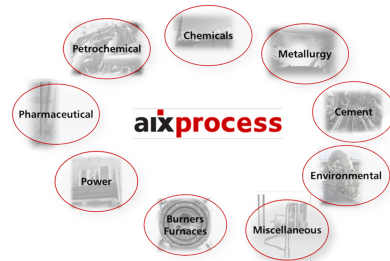 Chemicals
Petrochemical
Metallurgy
Pharmaceutical
aixprocess
Cement
Power
Environmental
Burners
Furnaces
Miscellaneous